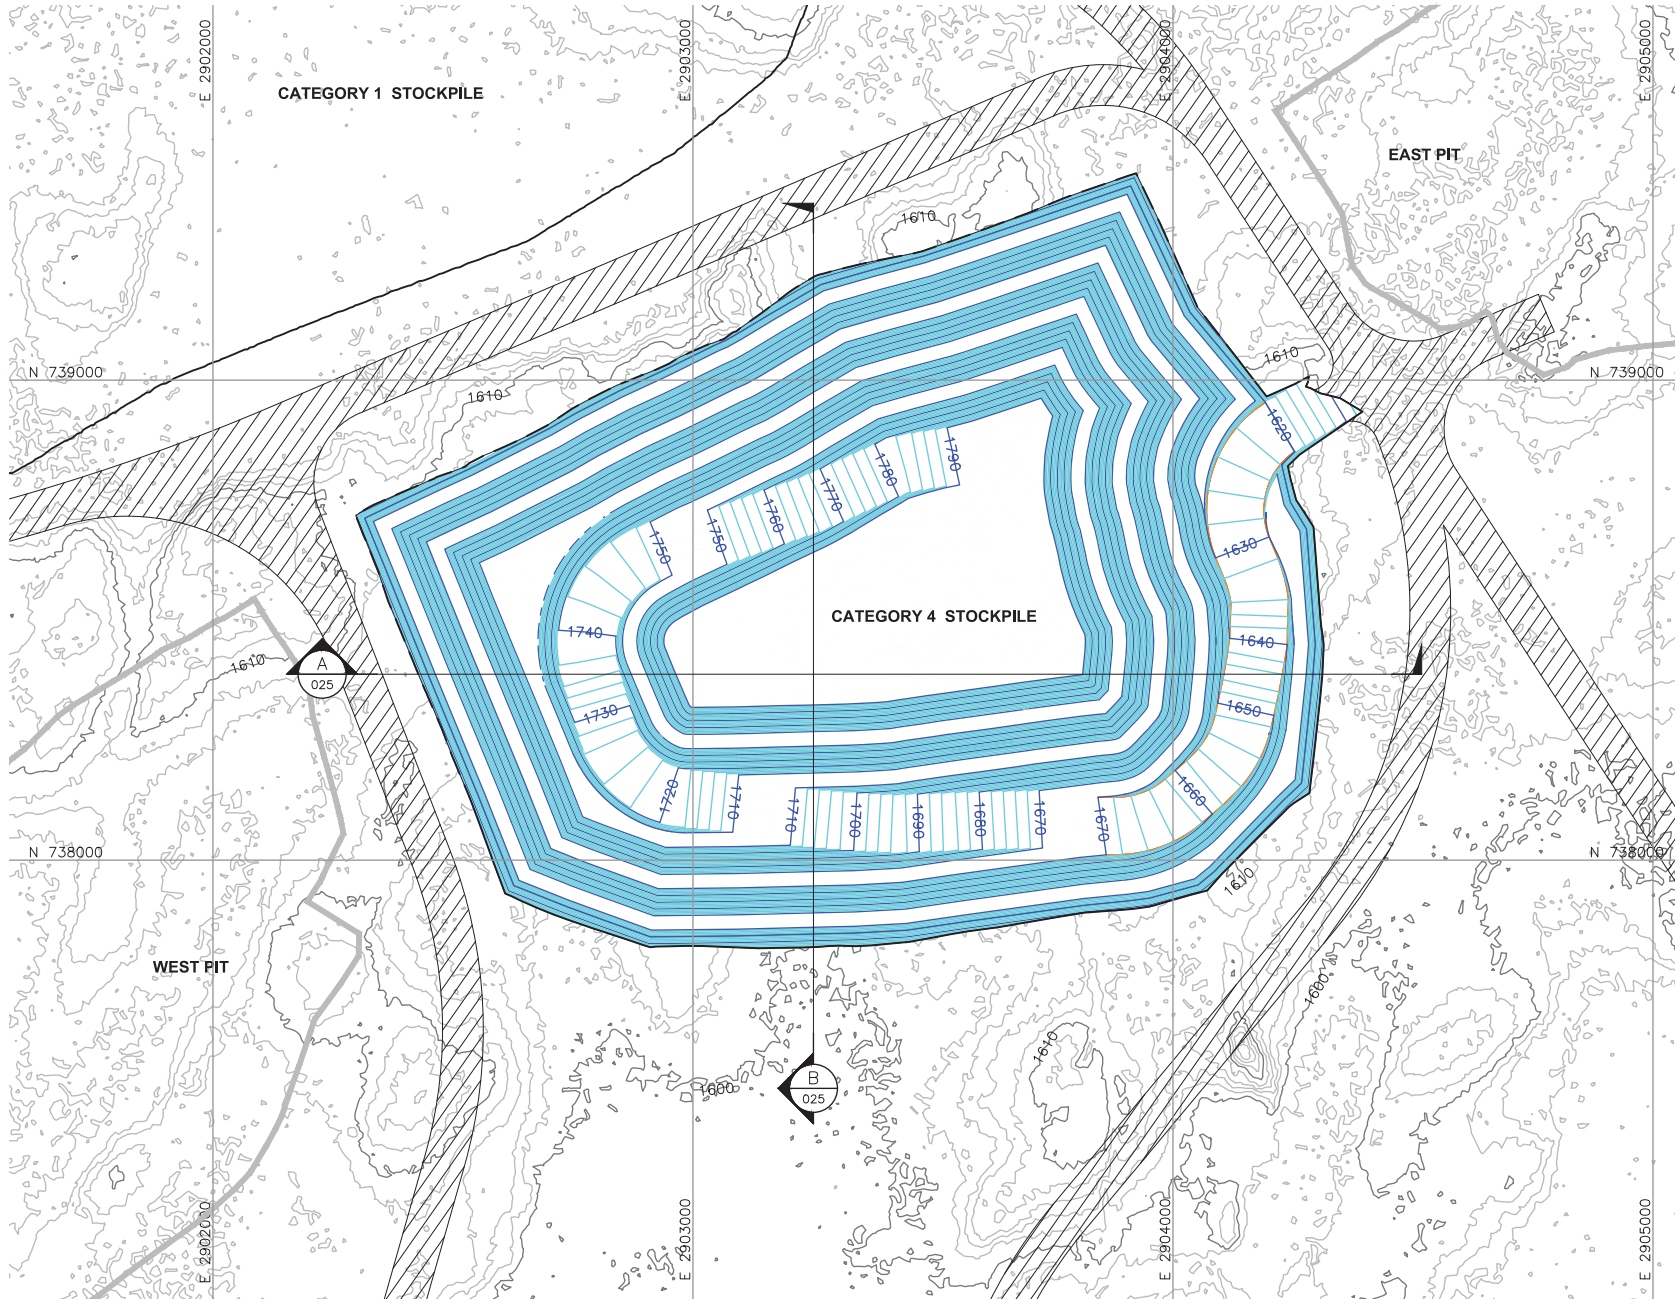 E 2902000
E 2903000
E 2904000
E 2905000
CATEGORY 1 STOCKPILE
EAST PIT
1610
1610
N 739000
N 739000
1610
1620
1790
1780
1770
1760
1750
1750
1630
CATEGORY 4 STOCKPILE
1740
1640
1610
A
025
1730
1650
1720
1710
1710
1700
1690
1680
1670
1670
1660
N 738000
N 738000
1610
WEST PIT
1600
1610
B
025
1600
E 2902000
E 2903000
E 2904000
E 2905000